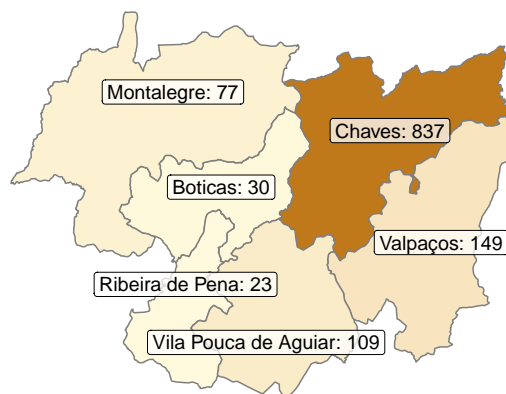 Montalegre: 77
Chaves: 837
Boticas: 30
Valpaços: 149
Ribeira de Pena: 23
Vila Pouca de Aguiar: 109